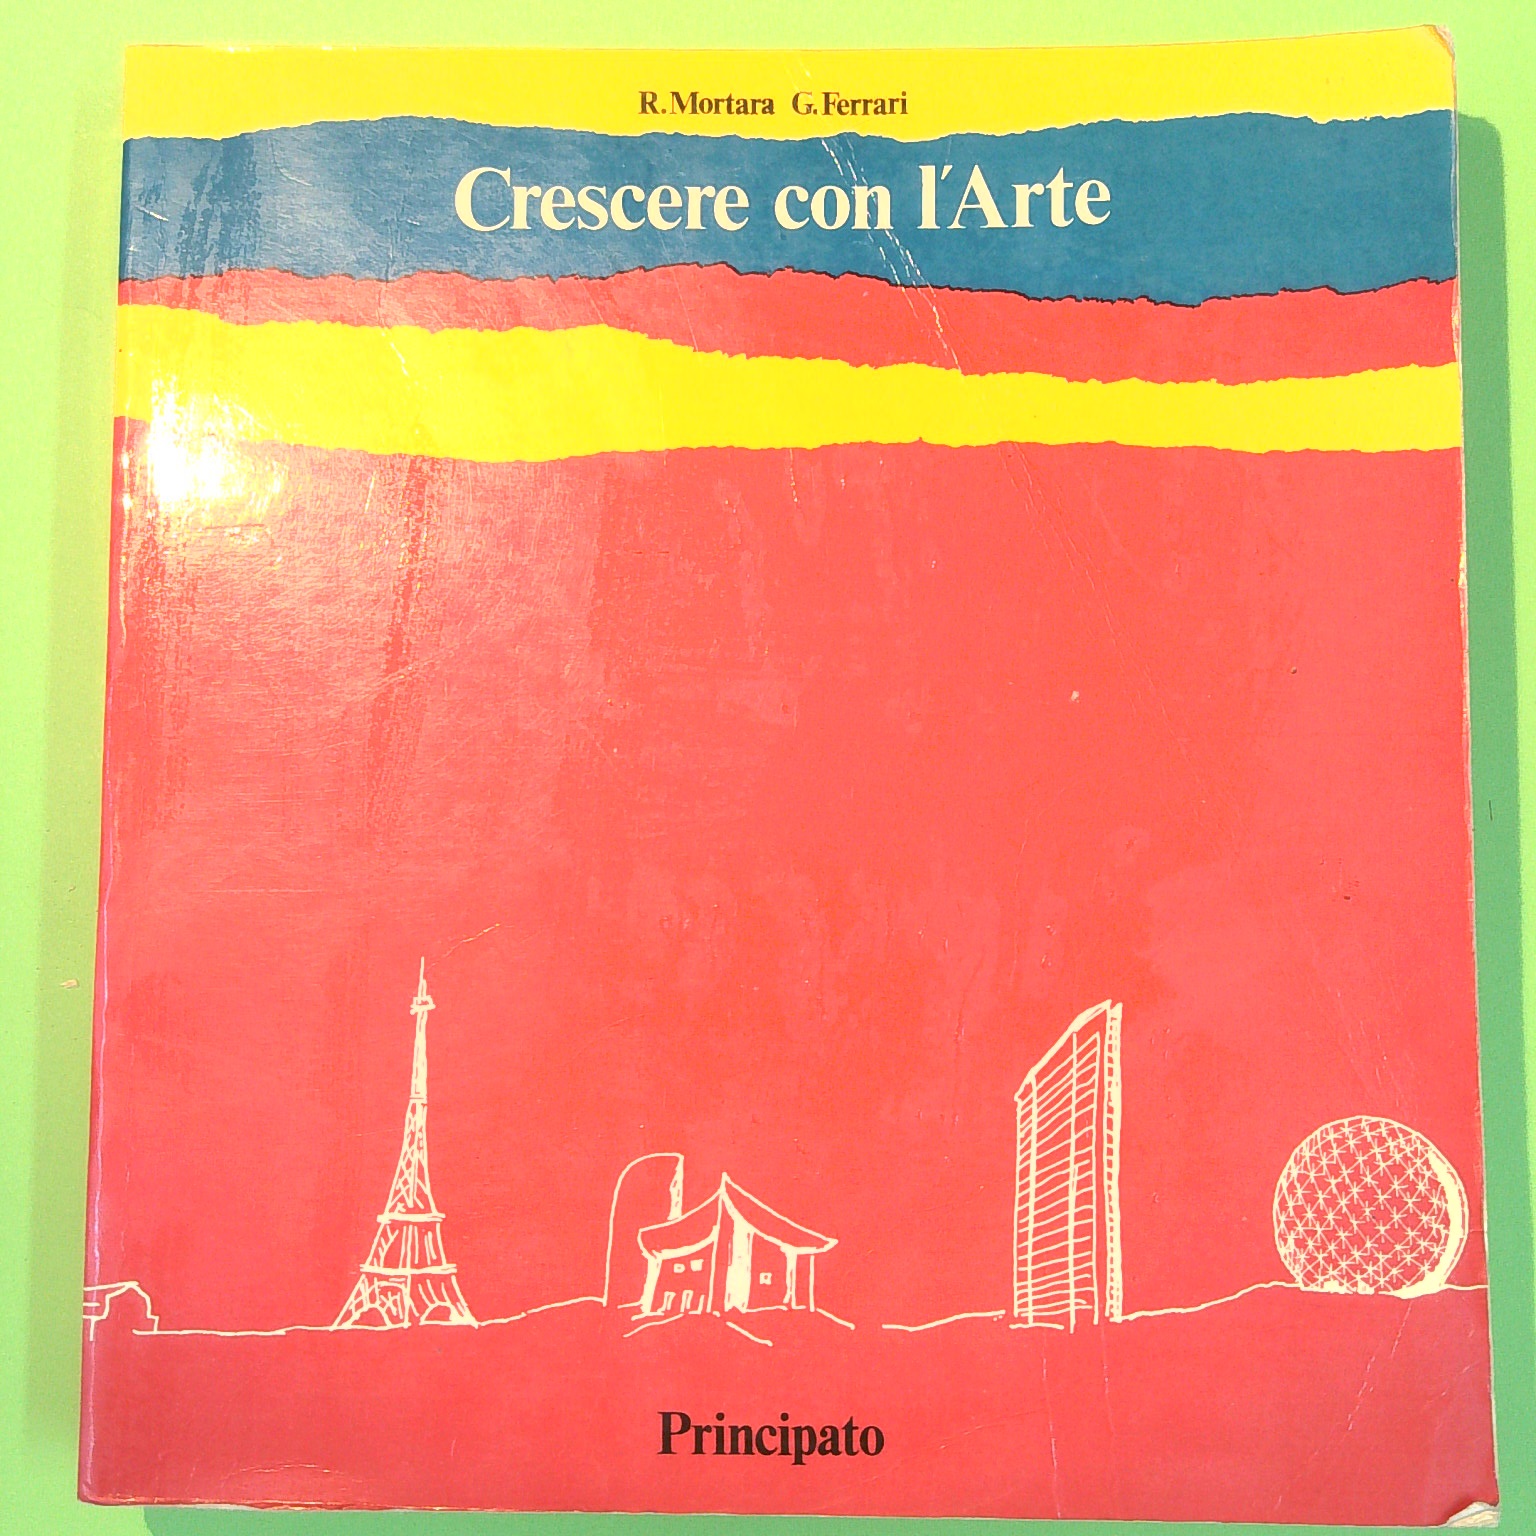 R. Mortara G. Ferrari
Crescere con l'Arte
Principato